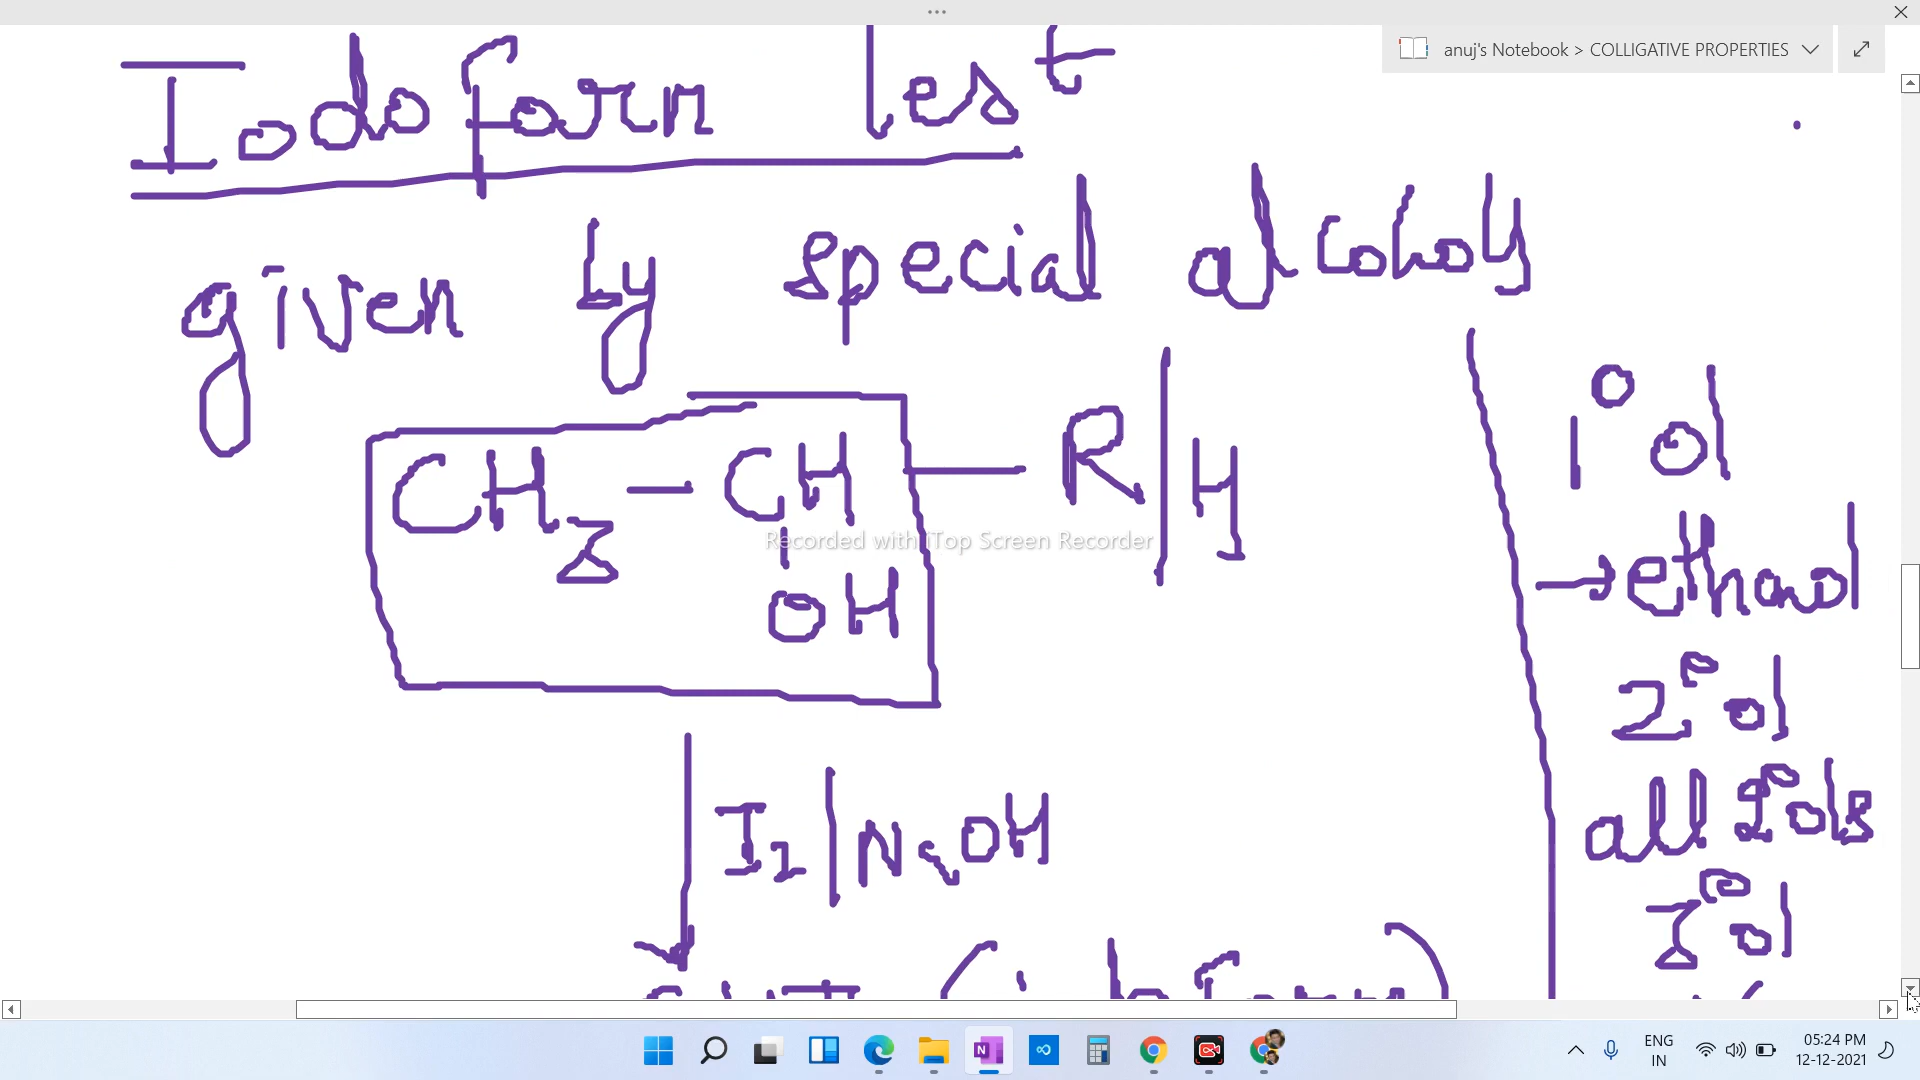 anuj's Notebook > COLLIGATIVE PROPERTIES
Iodoform Test
given by special alcohols
CH3 - CH - R/H
OH
I2/NaOH
1° ol
→ ethanol
2° ol
all 2° ols
3° ol
Recorded with iTop Screen Recorder
ENG
IN
05:24 PM
12-12-2021